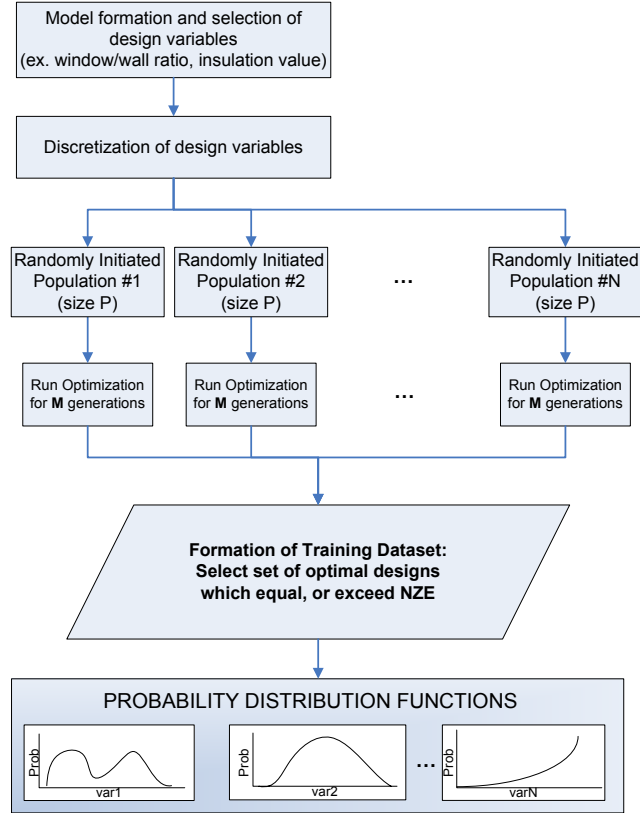 Model formation and selection of
design variables
(ex. window/wall ratio, insulation value)
Discretization of design variables
Randomly Initiated
Population #1
(size P)
Randomly Initiated
Population #2
(size P)
...
Randomly Initiated
Population #N
(size P)
Run Optimization
for M generations
Run Optimization
for M generations
...
Run Optimization
for M generations
Formation of Training Dataset:
Select set of optimal designs
which equal, or exceed NZE
PROBABILITY DISTRIBUTION FUNCTIONS
Prob
var1
Prob
var2
...
Prob
varN